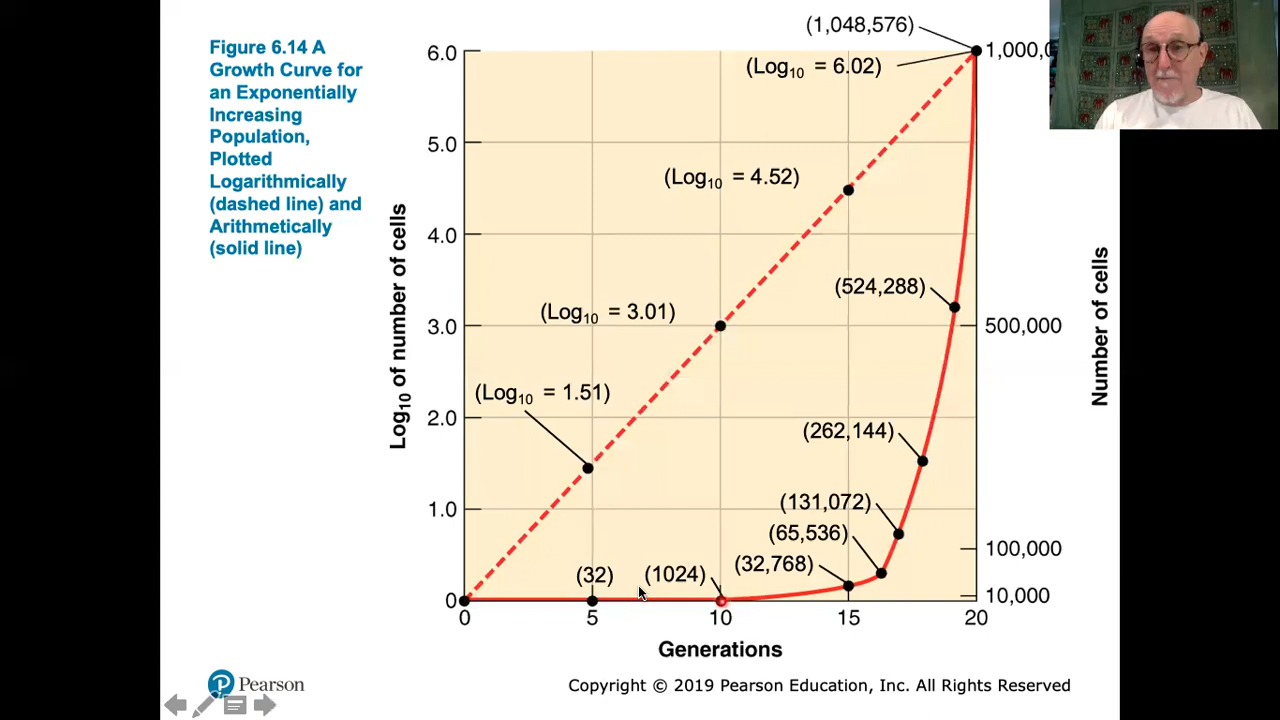 Figure 6.14 A
Growth Curve for
an Exponentially
Increasing
Population,
Plotted
Logarithmically
(dashed line) and
Arithmetically
(solid line)
Log₁₀ of number of cells
6.0
5.0
4.0
3.0
2.0
1.0
0
(1,048,576)
(Log₁₀ = 6.02)
(Log₁₀ = 4.52)
(Log₁₀ = 3.01)
(Log₁₀ = 1.51)
(524,288)
(262,144)
(131,072)
(65,536)
(32,768)
(1024)
(32)
500,000
100,000
10,000
Number of cells
0 5 10 15 20
Generations
Pearson
Copyright © 2019 Pearson Education, Inc. All Rights Reserved